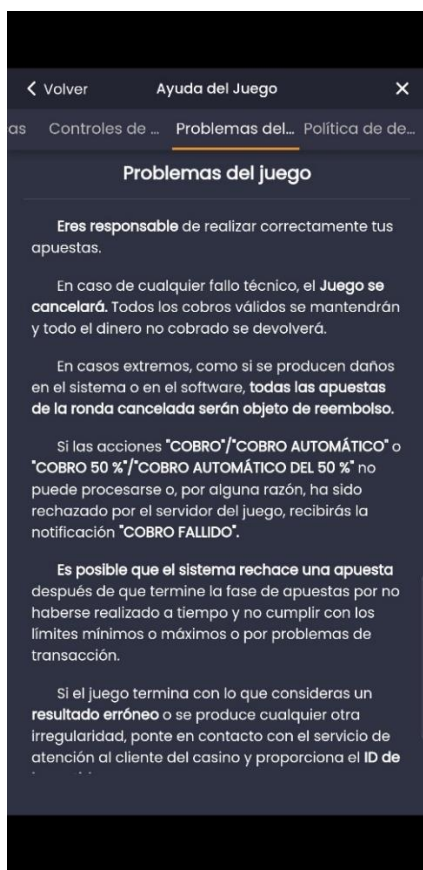 Volver
Ayuda del Juego
as
Controles de ...
Problemas del...
Política de de...
Problemas del juego
Eres responsable de realizar correctamente tus
apuestas.
En caso de cualquier fallo técnico, el Juego se
cancelará. Todos los cobros válidos se mantendrán
y todo el dinero no cobrado se devolverá.
En casos extremos, como si se producen daños
en el sistema o en el software, todas las apuestas
de la ronda cancelada serán objeto de reembolso.
Si las acciones "COBRO"/"COBRO AUTOMÁTICO" o
"COBRO 50 %"/"COBRO AUTOMÁTICO DEL 50 %" no
puede procesarse o, por alguna razón, ha sido
rechazado por el servidor del juego, recibirás la
notificación "COBRO FALLIDO".
Es posible que el sistema rechace una apuesta
después de que termine la fase de apuestas por no
haberse realizado a tiempo y no cumplir con los
límites mínimos o máximos o por problemas de
transacción.
Si el juego termina con lo que consideras un
resultado erróneo o se produce cualquier otra
irregularidad, ponte en contacto con el servicio de
atención al cliente del casino y proporciona el ID de